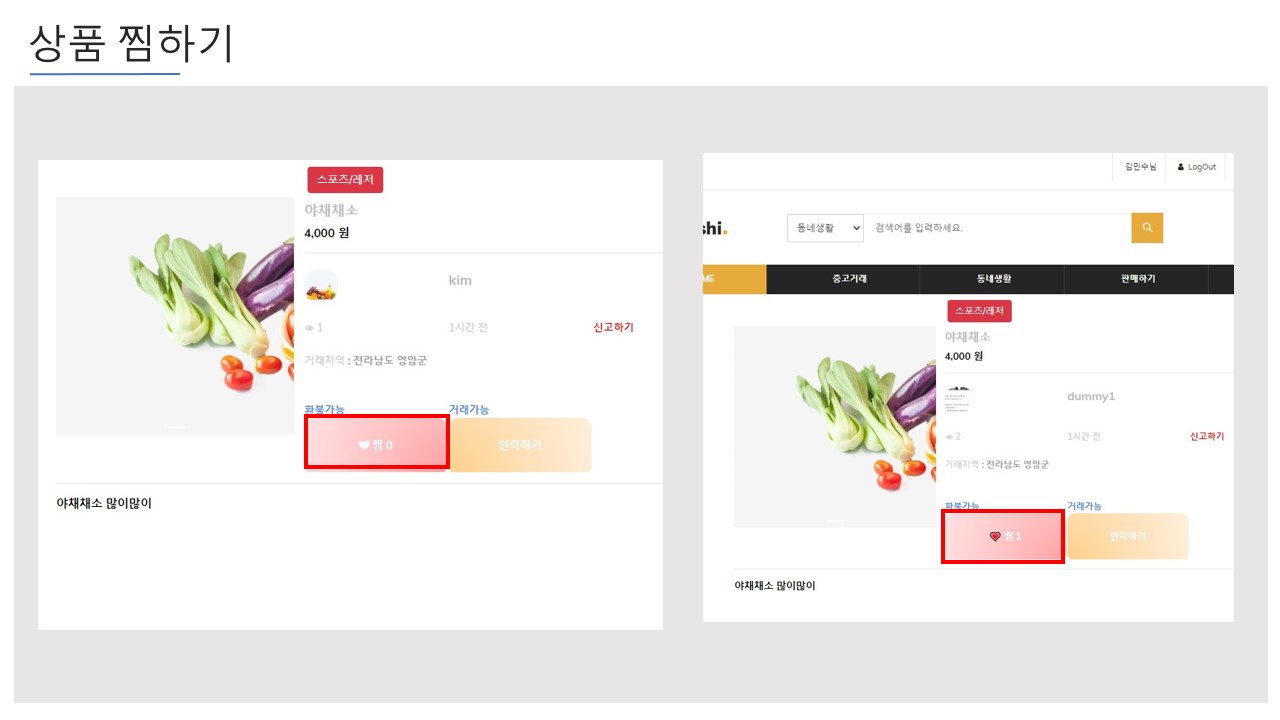 상품 찜하기
스포츠/레저
야채채소
4,000 원
kim
1
1시간 전
신고하기
거래지역 : 전라남도 영암군
환불가능
거래가능
찜 0
연락하기
야채채소 많이많이
김민수님
LogOut
shi.
동네생활
검색어를 입력하세요.
ME
중고거래
동네생활
판매하기
스포츠/레저
야채채소
4,000 원
dummy1
2
1시간 전
신고하기
거래지역 : 전라남도 영암군
환불가능
거래가능
찜 1
연락하기
야채채소 많이많이